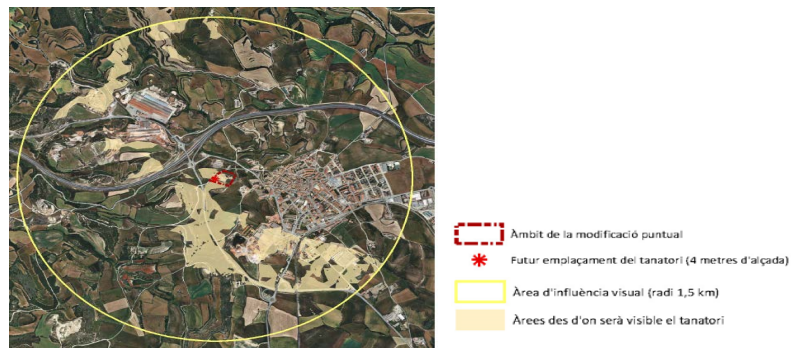 Àmbit de la modificació puntual
Futur emplaçament del tanatori (4 metres d'alçada)
Àrea d'influència visual (radi 1,5 km)
Àrees des d'on serà visible el tanatori